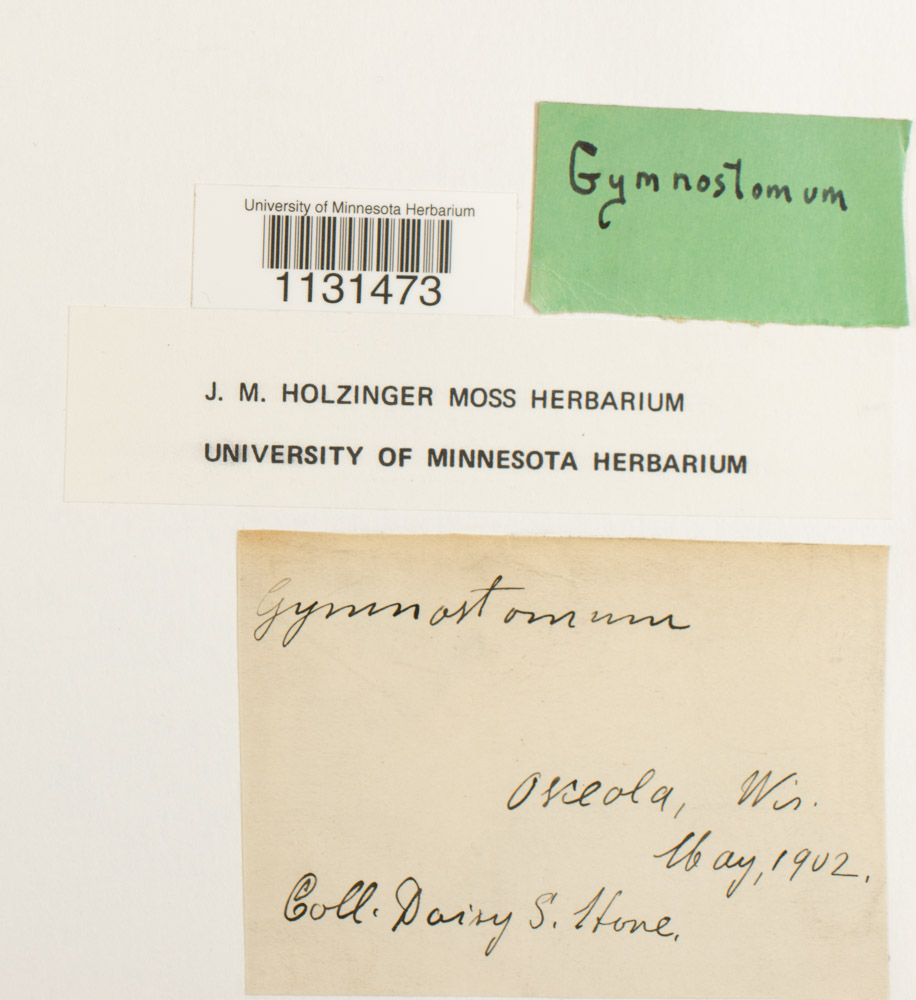 Gymnostomum
University of Minnesota Herbarium
1131473
J. M. HOLZINGER MOSS HERBARIUM
UNIVERSITY OF MINNESOTA HERBARIUM
Gymnostomum
Osceola, Wis.
May, 1902.
Coll. Daisy S. Hone.